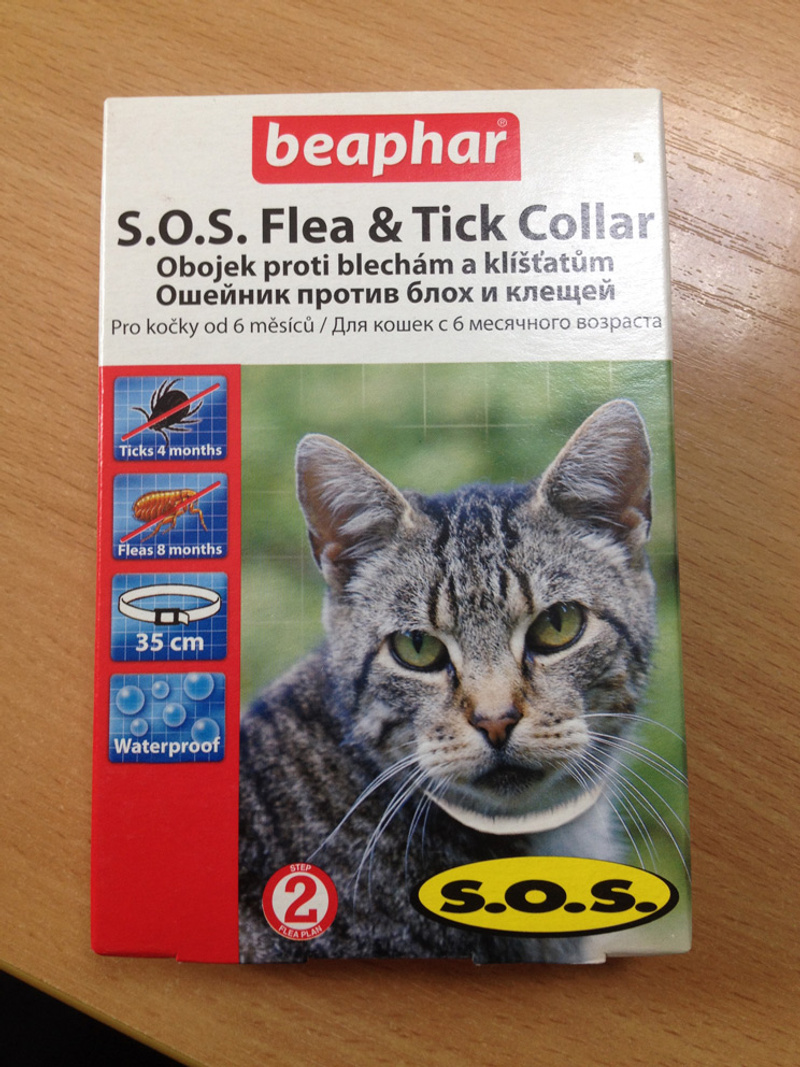 beaphar®
S.O.S. Flea & Tick Collar
Obojek proti blechám a klíšťatům
Ошейник против блох и клещей
Pro kočky od 6 měsíců / Для кошек с 6 месячного возраста
Ticks 4 months
Fleas 8 months
35 cm
Waterproof
STEP
2
FLEA PLAN
S.O.S.